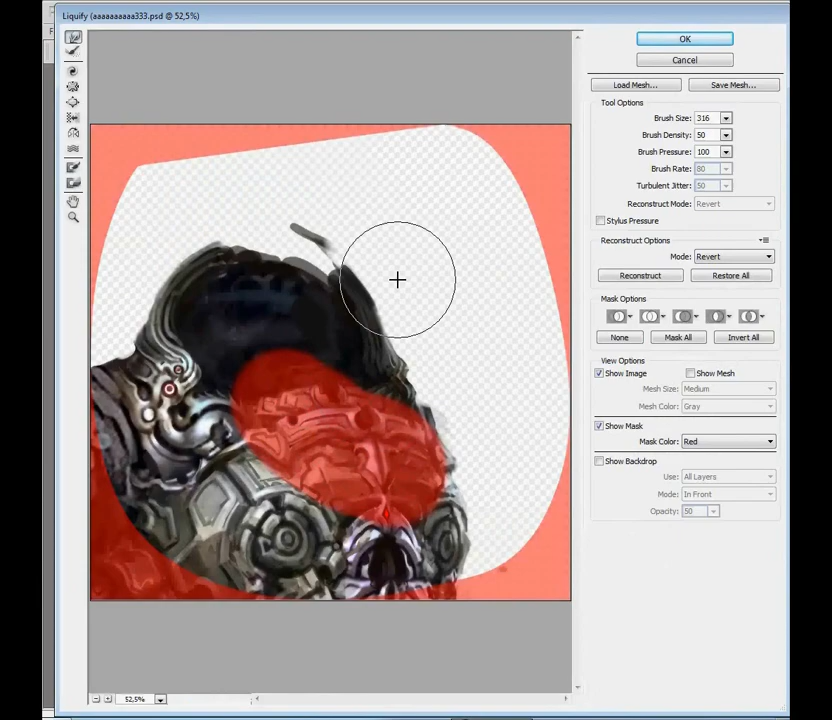 Liquify (aaaaaaaaaa333.psd @ 52,5%)
OK
Cancel
Load Mesh...
Save Mesh...
Tool Options
Brush Size: 316
Brush Density: 50
Brush Pressure: 100
Brush Rate: 80
Turbulent Jitter: 50
Reconstruct Mode: Revert
Stylus Pressure
Reconstruct Options
Mode: Revert
Reconstruct
Restore All
Mask Options
None
Mask All
Invert All
View Options
Show Image
Show Mesh
Mesh Size: Medium
Mesh Color: Gray
Show Mask
Mask Color: Red
Show Backdrop
Use: All Layers
Mode: In Front
Opacity: 50
52,5%